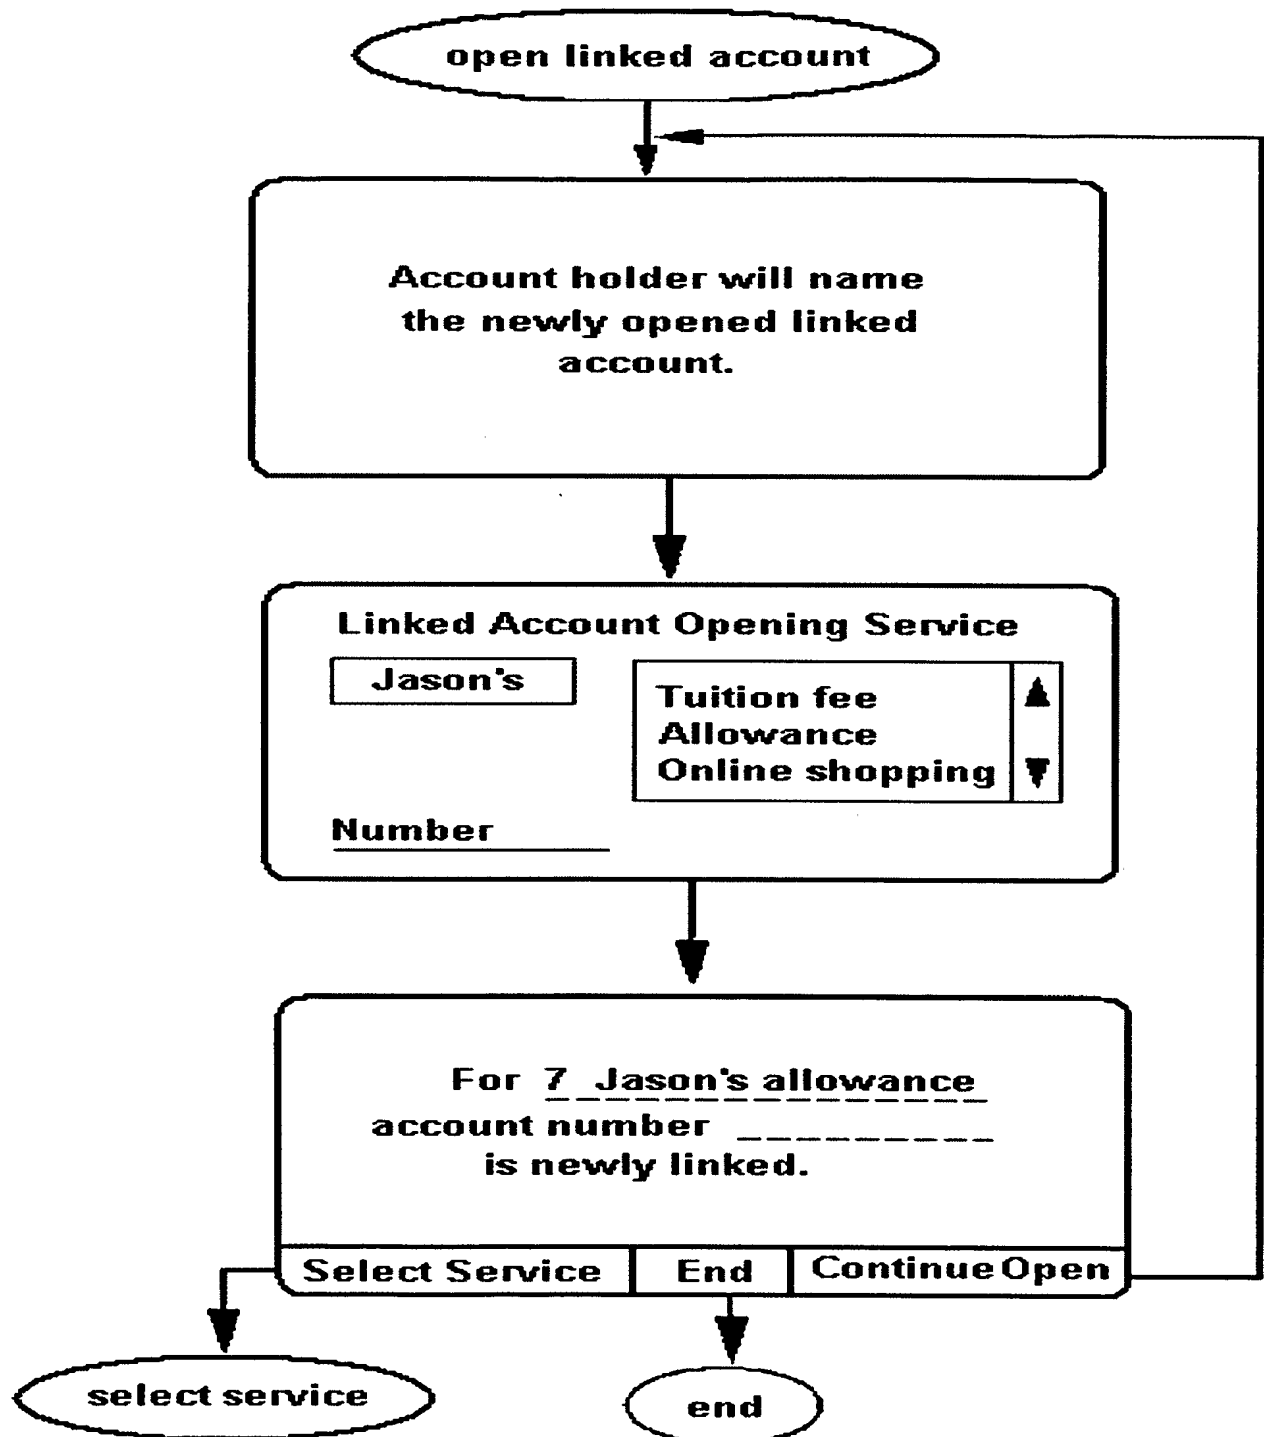 open linked account
Account holder will name
the newly opened linked
account.
Linked Account Opening Service
Jason's
Tuition fee
Allowance
Online shopping
Number
For 7 Jason's allowance
account number
is newly linked.
Select Service
End
Continue Open
select service
end